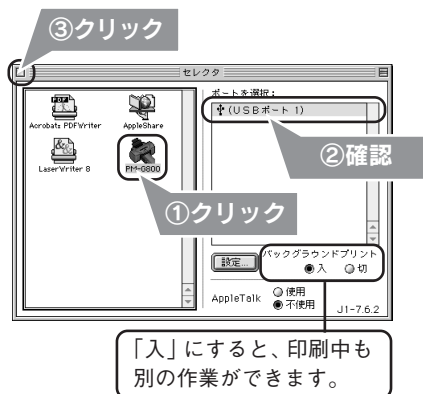 ③クリック
セレクタ
ポートを選択：
Acrobat™ PDFWriter
AppleShare
(USBポート 1)
②確認
LaserWriter 8
PM-G800
①クリック
設定...
バックグラウンドプリント
入
切
AppleTalk
使用
不使用
J1-7.6.2
「入」にすると、印刷中も
別の作業ができます。